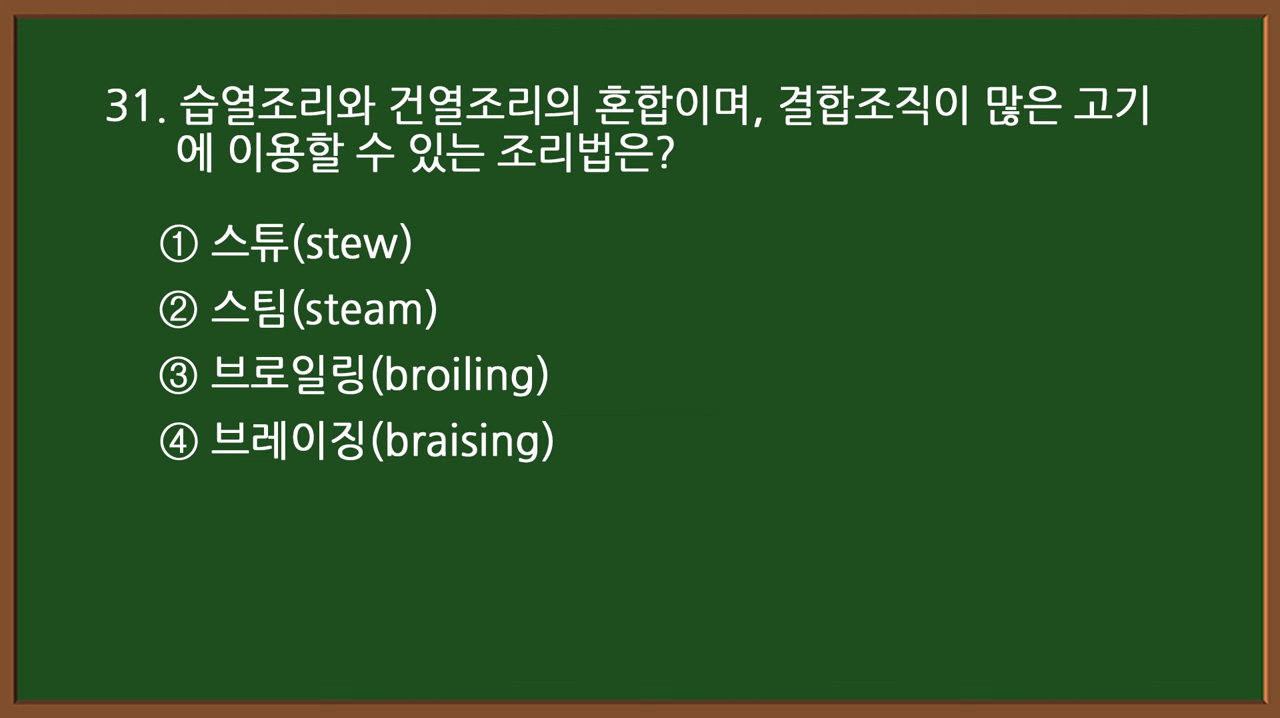 31. 습열조리와 건열조리의 혼합이며, 결합조직이 많은 고기
에 이용할 수 있는 조리법은?
① 스튜(stew)
② 스팀(steam)
③ 브로일링(broiling)
④ 브레이징(braising)